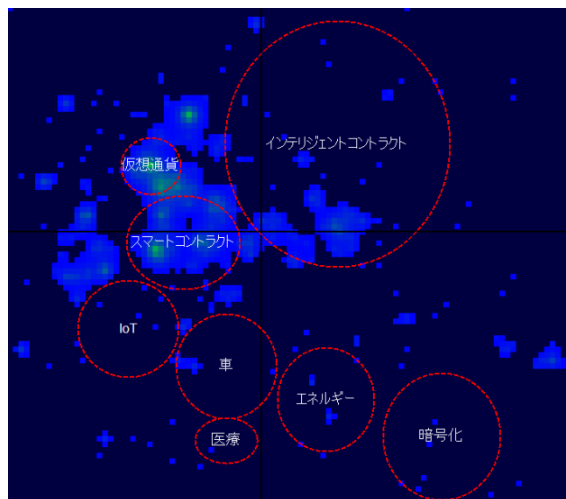 インテリジェントコントラクト
仮想通貨
スマートコントラクト
IoT
車
エネルギー
医療
暗号化